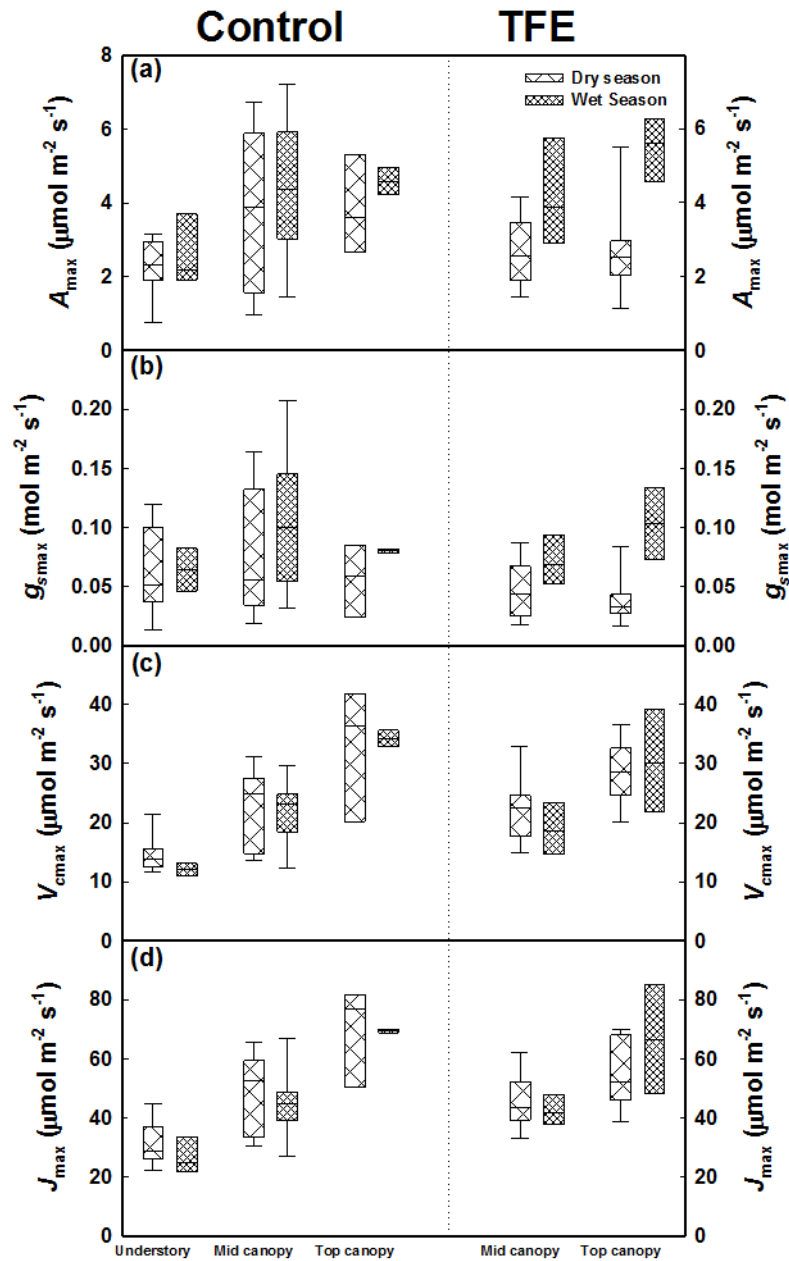 Control TFE
(a)
Dry season
Wet Season
8
6
4
2
0
6
4
2
0
Amax (μmol m-2 s-1)
Amax (μmol m-2 s-1)
(b)
0.20
0.15
0.10
0.05
0.00
0.20
0.15
0.10
0.05
0.00
gsmax (mol m-2 s-1)
gsmax (mol m-2 s-1)
(c)
40
30
20
10
0
40
30
20
10
0
Vcmax (μmol m-2 s-1)
Vcmax (μmol m-2 s-1)
(d)
80
60
40
20
0
80
60
40
20
0
Jmax (μmol m-2 s-1)
Jmax (μmol m-2 s-1)
Understory Mid canopy Top canopy Mid canopy Top canopy